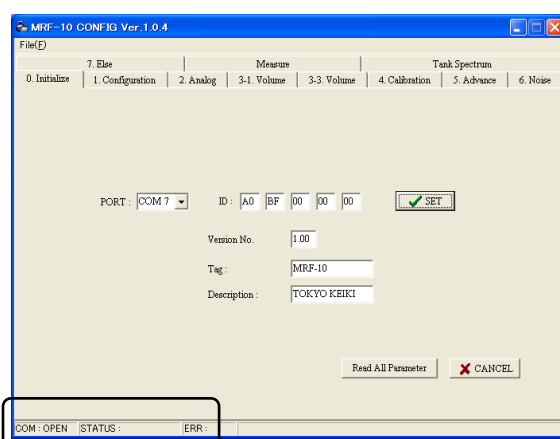 MRF-10 CONFIG Ver.1.0.4
File(F)
7. Else Measure Tank Spectrum
0. Initialize 1. Configuration 2. Analog 3-1. Volume 3-3. Volume 4. Calibration 5. Advance 6. Noise
PORT : COM 7 ID : A0 BF 00 00 00 SET
Version No. 1.00
Tag : MRF-10
Description : TOKYO KEIKI
Read All Parameter CANCEL
COM : OPEN STATUS : ERR :